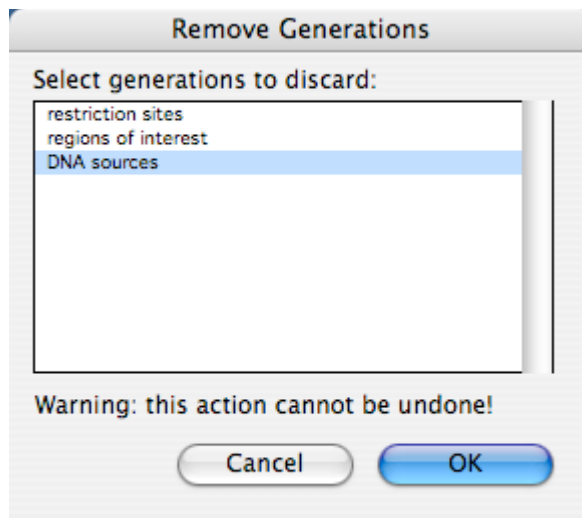 Remove Generations
Select generations to discard:
restriction sites
regions of interest
DNA sources
Warning: this action cannot be undone!
Cancel OK